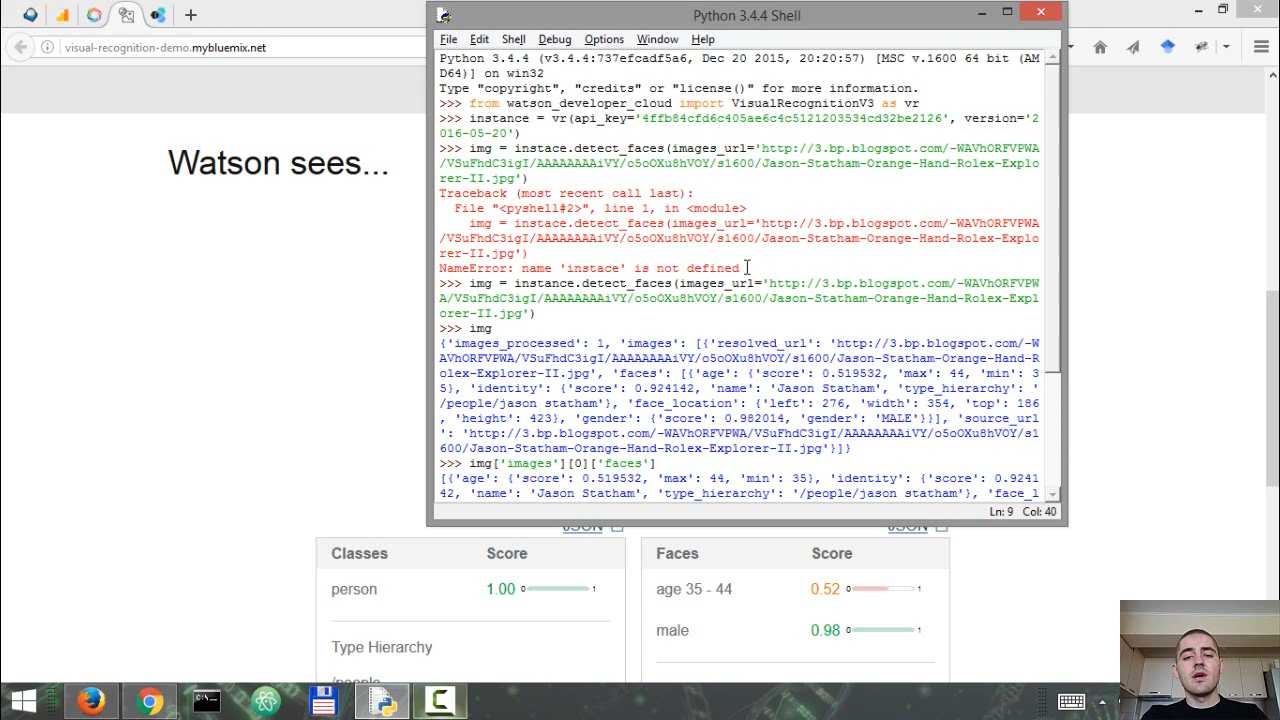 Python 3.4.4 Shell
visual-recognition-demo.mybluemix.net
File Edit Shell Debug Options Window Help
Python 3.4.4 (v3.4.4:737efcadf5a6, Dec 20 2015, 20:20:57) [MSC v.1600 64 bit (AM
D64)] on win32
Type "copyright", "credits" or "license()" for more information.
>>> from watson_developer_cloud import VisualRecognitionV3 as vr
>>> instance = vr(api_key='4ffb84cfd6c405ae6c4c5121203534cd32be2126', version='2
016-05-20')
>>> img = instace.detect_faces(images_url='http://3.bp.blogspot.com/-WAVhORFVPWA
/VSuFhdC3igI/AAAAAAAAiVY/o5oOXu8hVOY/s1600/Jason-Statham-Orange-Hand-Rolex-Explo
rer-II.jpg')
Traceback (most recent call last):
File "<pyshell#2>", line 1, in <module>
img = instace.detect_faces(images_url='http://3.bp.blogspot.com/-WAVhORFVPWA
/VSuFhdC3igI/AAAAAAAAiVY/o5oOXu8hVOY/s1600/Jason-Statham-Orange-Hand-Rolex-Explo
rer-II.jpg')
NameError: name 'instace' is not defined
>>> img = instance.detect_faces(images_url='http://3.bp.blogspot.com/-WAVhORFVPW
A/VSuFhdC3igI/AAAAAAAAiVY/o5oOXu8hVOY/s1600/Jason-Statham-Orange-Hand-Rolex-Expl
orer-II.jpg')
>>> img
{'images_processed': 1, 'images': [{'resolved_url': 'http://3.bp.blogspot.com/-W
AVhORFVPWA/VSuFhdC3igI/AAAAAAAAiVY/o5oOXu8hVOY/s1600/Jason-Statham-Orange-Hand-R
olex-Explorer-II.jpg', 'faces': [{'age': {'score': 0.519532, 'max': 44, 'min': 3
5}, 'identity': {'score': 0.924142, 'name': 'Jason Statham', 'type_hierarchy': '
/people/jason statham'}, 'face_location': {'left': 276, 'width': 354, 'top': 186
, 'height': 423}, 'gender': {'score': 0.982014, 'gender': 'MALE'}}], 'source_url
': 'http://3.bp.blogspot.com/-WAVhORFVPWA/VSuFhdC3igI/AAAAAAAAiVY/o5oOXu8hVOY/s1
600/Jason-Statham-Orange-Hand-Rolex-Explorer-II.jpg'}]}
>>> img['images'][0]['faces']
[{'age': {'score': 0.519532, 'max': 44, 'min': 35}, 'identity': {'score': 0.9241
42, 'name': 'Jason Statham', 'type_hierarchy': '/people/jason statham'}, 'face_l
Ln: 9 Col: 40
Watson sees...
JSON JSON
Classes Score Faces Score
person 1.00 0 1 age 35 - 44 0.52 0 1
male 0.98 0 1
Type Hierarchy
/people